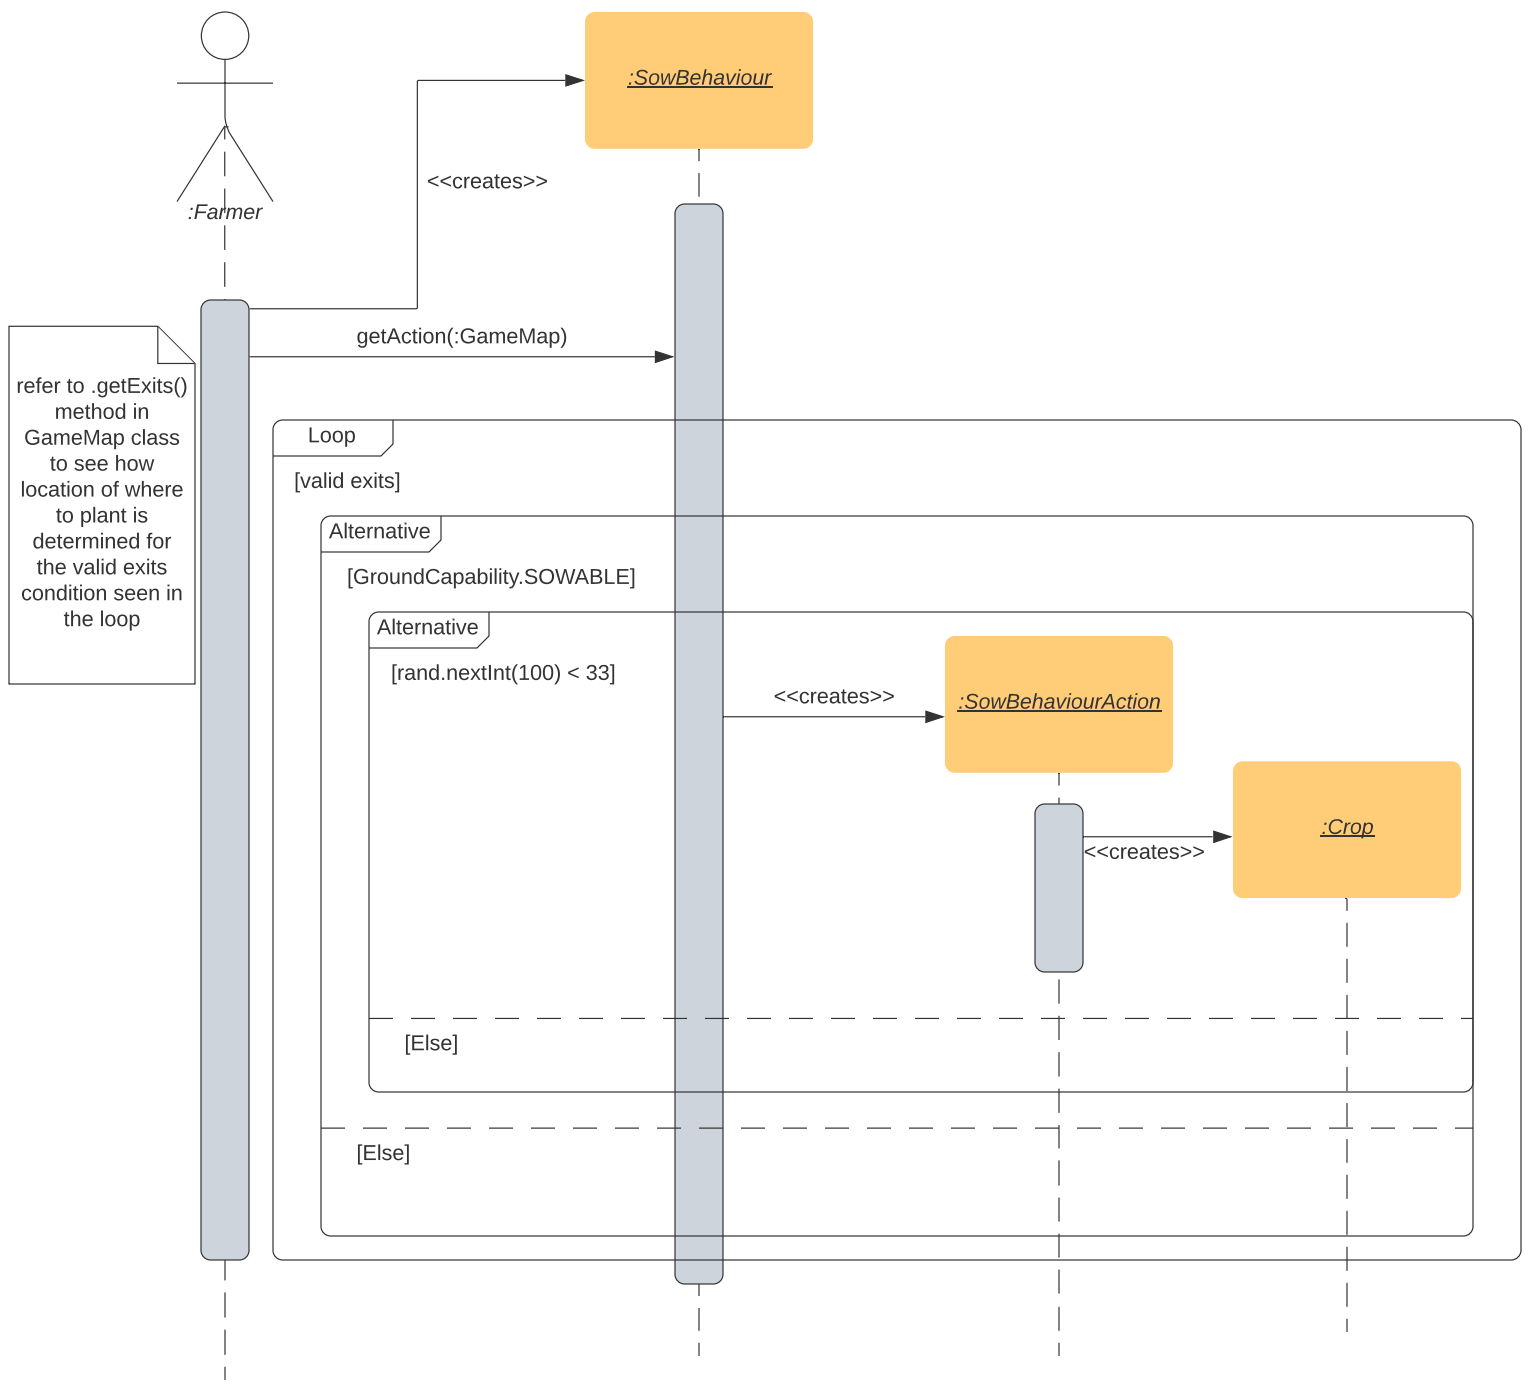 :SowBehaviour
<<creates>>
:Farmer
getAction(:GameMap)
refer to .getExits()
method in
GameMap class
to see how
location of where
to plant is
determined for
the valid exits
condition seen in
the loop
Loop
[valid exits]
Alternative
[GroundCapability.SOWABLE]
Alternative
[rand.nextInt(100) < 33]
<<creates>>
:SowBehaviourAction
:Crop
<<creates>>
[Else]
[Else]